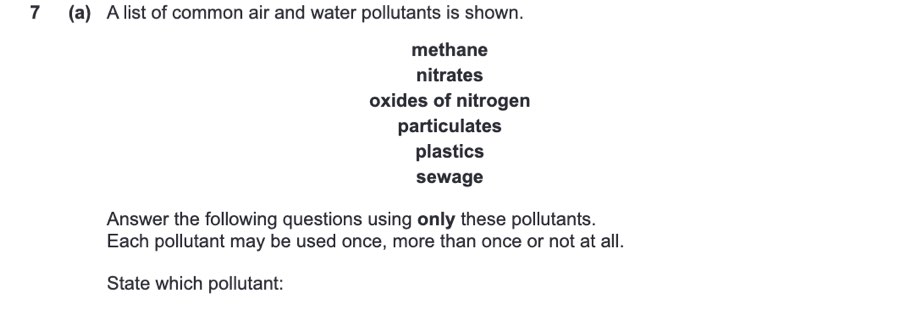 7 (a) A list of common air and water pollutants is shown.
methane
nitrates
oxides of nitrogen
particulates
plastics
sewage
Answer the following questions using only these pollutants.
Each pollutant may be used once, more than once or not at all.
State which pollutant: